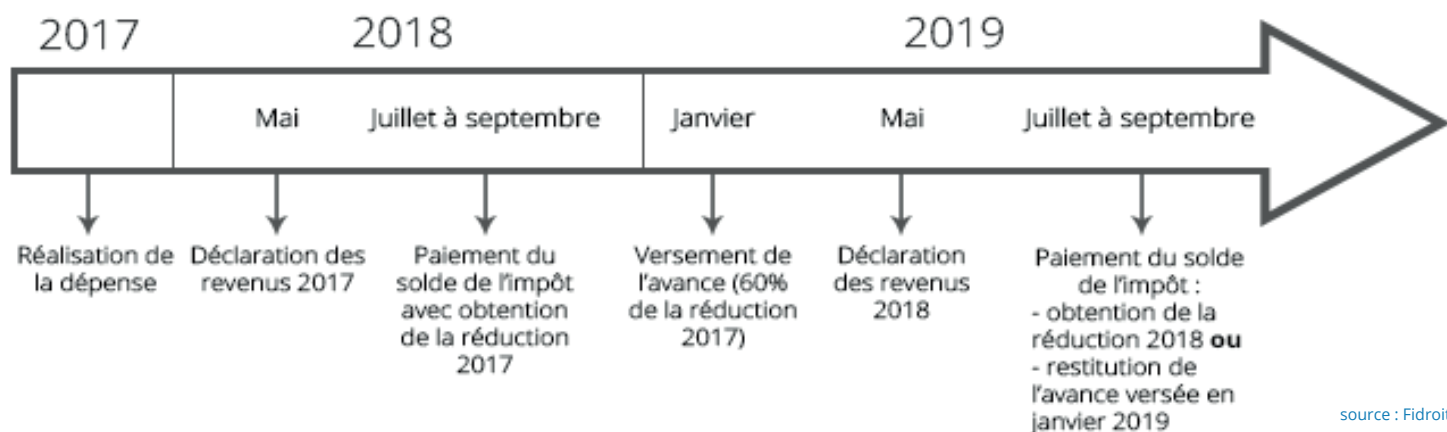 2017
2018
2019
Mai
Juillet à septembre
Janvier
Mai
Juillet à septembre
Réalisation de
la dépense
Déclaration des
revenus 2017
Paiement du
solde de l'impôt
avec obtention
de la réduction
2017
Versement de
l'avance (60%
de la réduction
2017)
Déclaration
des revenus
2018
Paiement du solde
de l'impôt :
- obtention de la
réduction 2018 ou
- restitution de
l'avance versée en
janvier 2019
source : Fidroit